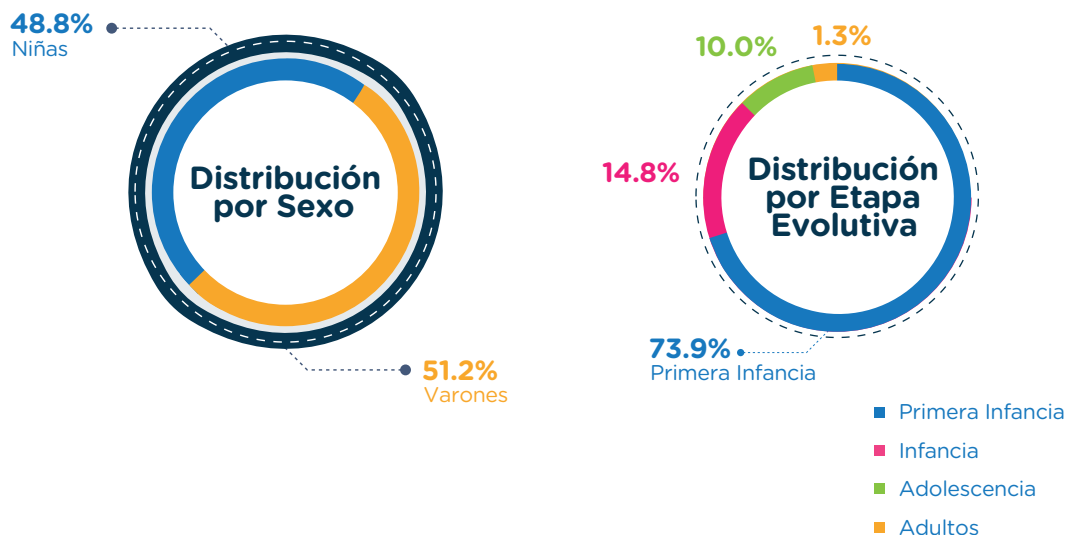 48.8%
Niñas
Distribución
por Sexo
51.2%
Varones
10.0%
1.3%
14.8%
Distribución
por Etapa
Evolutiva
73.9%
Primera Infancia
Primera Infancia
Infancia
Adolescencia
Adultos